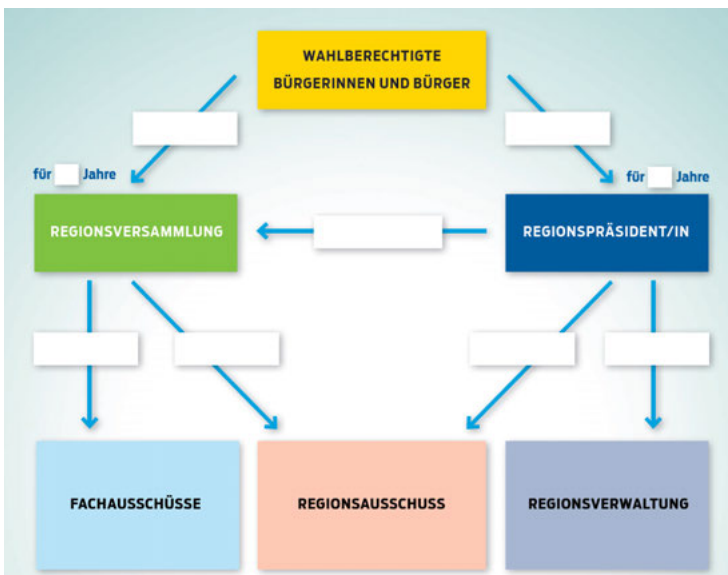 WAHLBERECHTIGTE
BÜRGERINNEN UND BÜRGER
für Jahre
für Jahre
REGIONSVERSAMMLUNG
REGIONSPRÄSIDENT/IN
FACHAUSSCHÜSSE
REGIONSAUSSCHUSS
REGIONSVERWALTUNG